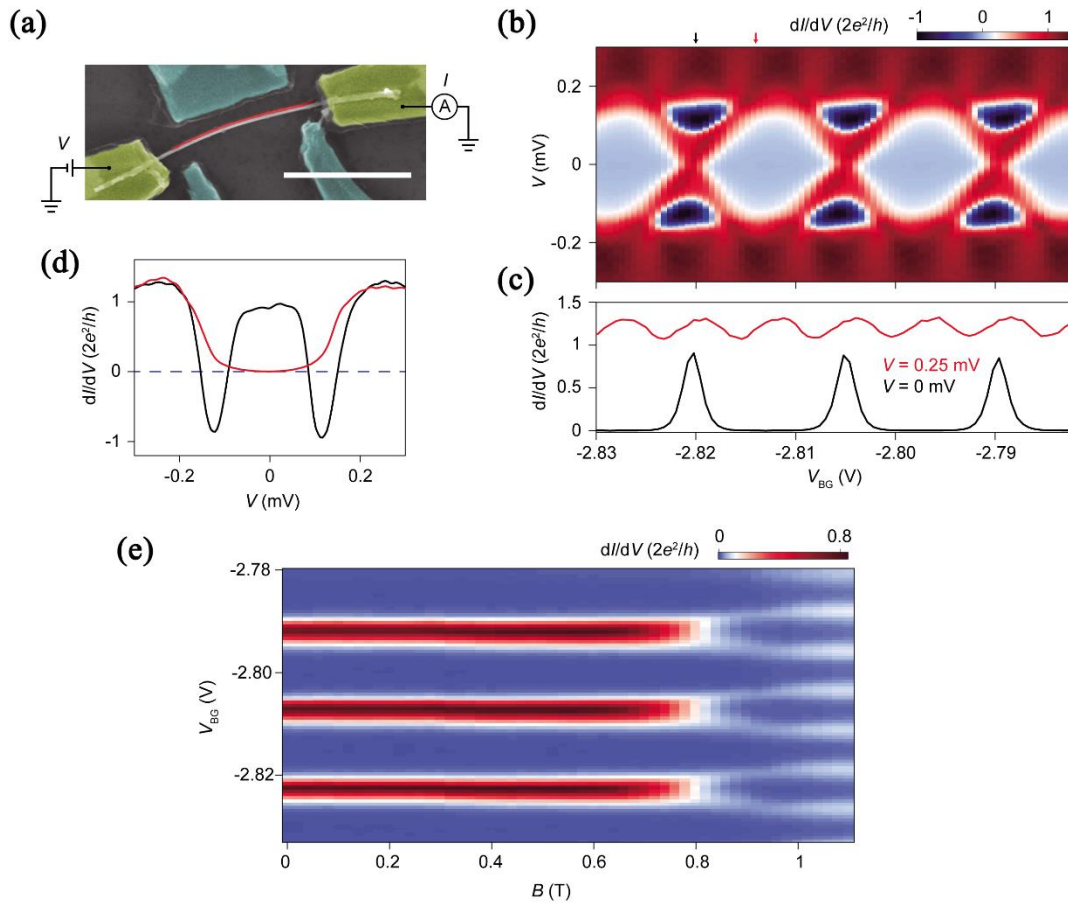 (a)
V
I
A
(b)
dI/dV (2e²/h)
-1 0 1
0.2
0
-0.2
V (mV)
(c)
1.5
1
0.5
0
dI/dV (2e²/h)
V = 0.25 mV
V = 0 mV
-2.83 -2.82 -2.81 -2.80 -2.79
V_BG (V)
(d)
1
0
-1
dI/dV (2e²/h)
-0.2 0 0.2
V (mV)
(e)
dI/dV (2e²/h)
0 0.8
-2.78
-2.80
-2.82
V_BG (V)
0 0.2 0.4 0.6 0.8 1
B (T)